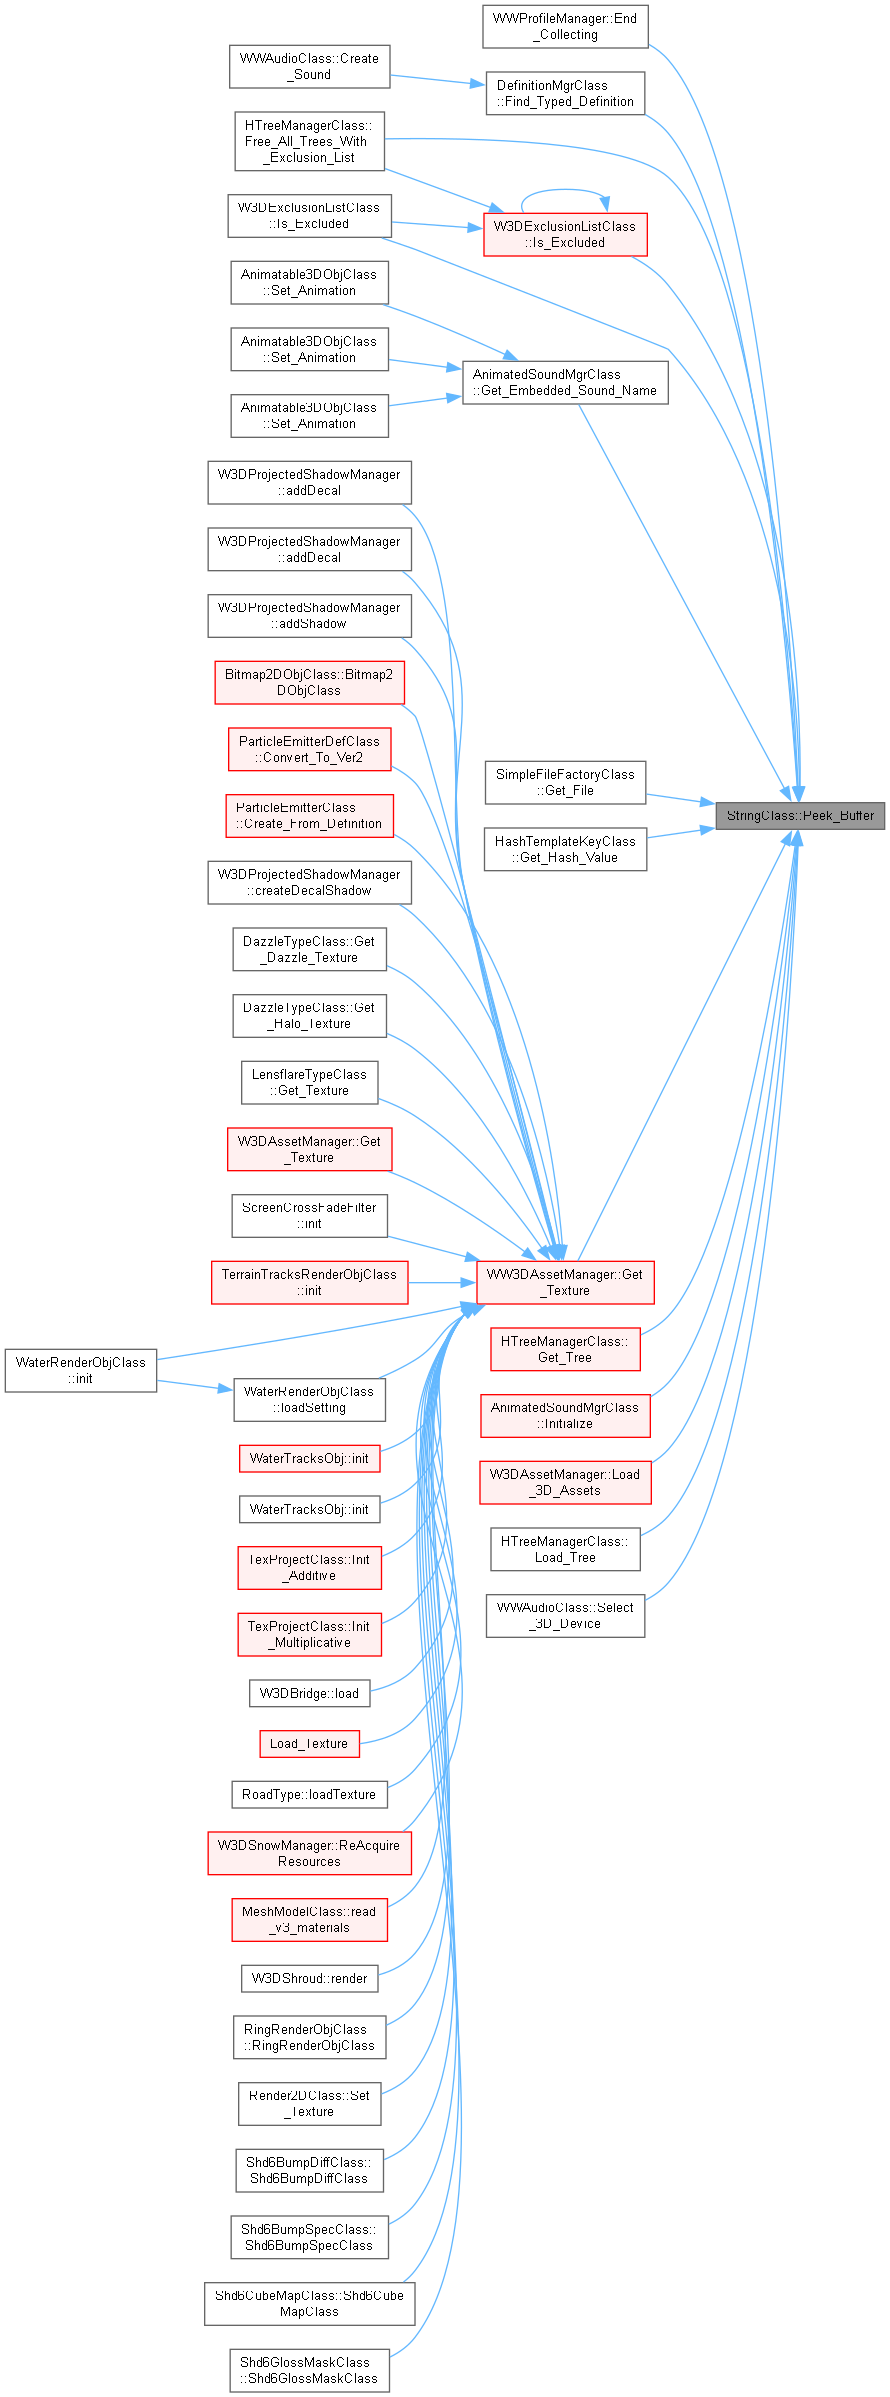 WWProfileManager::End
_Collecting
WWAudioClass::Create
_Sound
DefinitionMgrClass
::Find_Typed_Definition
HTreeManagerClass::
Free_All_Trees_With
_Exclusion_List
W3DExclusionListClass
::Is_Excluded
W3DExclusionListClass
::Is_Excluded
Animatable3DObjClass
::Set_Animation
Animatable3DObjClass
::Set_Animation
AnimatedSoundMgrClass
::Get_Embedded_Sound_Name
Animatable3DObjClass
::Set_Animation
W3DProjectedShadowManager
::addDecal
W3DProjectedShadowManager
::addDecal
W3DProjectedShadowManager
::addShadow
Bitmap2DObjClass::Bitmap2
DObjClass
ParticleEmitterDefClass
::Convert_To_Ver2
SimpleFileFactoryClass
::Get_File
StringClass::Peek_Buffer
ParticleEmitterClass
::Create_From_Definition
HashTemplateKeyClass
::Get_Hash_Value
W3DProjectedShadowManager
::createDecalShadow
DazzleTypeClass::Get
_Dazzle_Texture
DazzleTypeClass::Get
_Halo_Texture
LensflareTypeClass
::Get_Texture
W3DAssetManager::Get
_Texture
ScreenCrossFadeFilter
::init
TerrainTracksRenderObjClass
::init
WW3DAssetManager::Get
_Texture
HTreeManagerClass::
Get_Tree
WaterRenderObjClass
::init
WaterRenderObjClass
::loadSetting
AnimatedSoundMgrClass
::Initialize
WaterTracksObj::init
W3DAssetManager::Load
_3D_Assets
WaterTracksObj::init
HTreeManagerClass::
Load_Tree
TexProjectClass::Init
_Additive
WWAudioClass::Select
_3D_Device
TexProjectClass::Init
_Multiplicative
W3DBridge::load
Load_Texture
RoadType::loadTexture
W3DSnowManager::ReAcquire
Resources
MeshModelClass::read
_v3_materials
W3DShroud::render
RingRenderObjClass
::RingRenderObjClass
Render2DClass::Set
_Texture
Shd6BumpDiffClass::
Shd6BumpDiffClass
Shd6BumpSpecClass::
Shd6BumpSpecClass
Shd6CubeMapClass::Shd6Cube
MapClass
Shd6GlossMaskClass
::Shd6GlossMaskClass